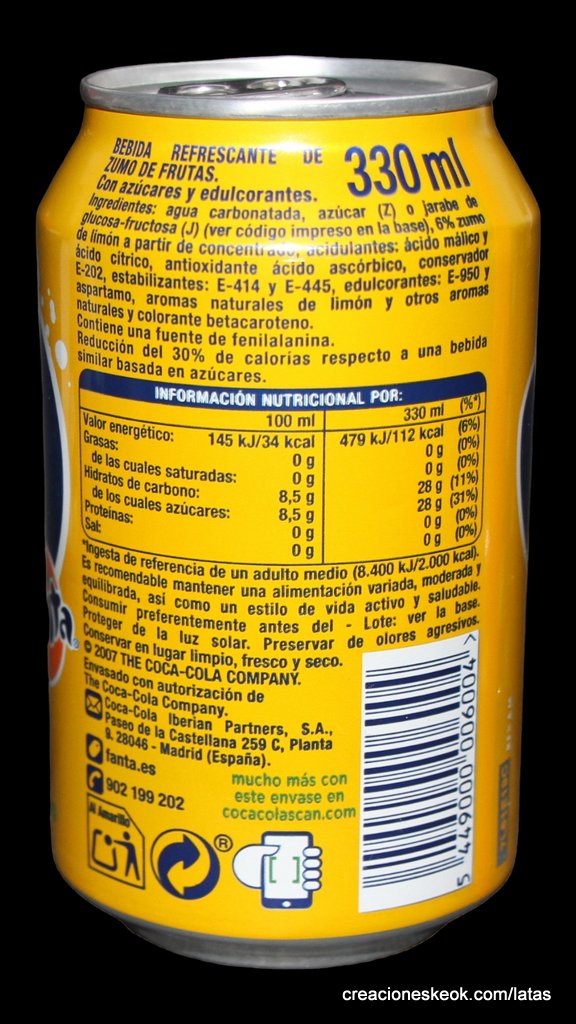 BEBIDA REFRESCANTE DE
ZUMO DE FRUTAS.
Con azúcares y edulcorantes.
330 ml
Ingredientes: agua carbonatada, azúcar (Z) o jarabe de
glucosa-fructosa (J) (ver código impreso en la base), 6% zumo
de limón a partir de concentrado, acidulantes: ácido málico y
ácido cítrico, antioxidante ácido ascórbico, conservador
E-202, estabilizantes: E-414 y E-445, edulcorantes: E-950 y
aspartamo, aromas naturales de limón y otros aromas
naturales y colorante betacaroteno.
Contiene una fuente de fenilalanina.
Reducción del 30% de calorías respecto a una bebida
similar basada en azúcares.
INFORMACIÓN NUTRICIONAL POR:
100 ml 330 ml (%*)
Valor energético: 145 kJ/34 kcal 479 kJ/112 kcal (6%)
Grasas: 0 g 0 g (0%)
de las cuales saturadas: 0 g 0 g (0%)
Hidratos de carbono: 8,5 g 28 g (11%)
de los cuales azúcares: 8,5 g 28 g (31%)
Proteínas: 0 g 0 g (0%)
Sal: 0 g 0 g (0%)
*Ingesta de referencia de un adulto medio (8.400 kJ/2.000 kcal).
Es recomendable mantener una alimentación variada, moderada y
equilibrada, así como un estilo de vida activo y saludable.
Consumir preferentemente antes del - Lote: ver la base.
Proteger de la luz solar. Preservar de olores agresivos.
Conservar en lugar limpio, fresco y seco.
© 2007 THE COCA-COLA COMPANY.
Envasado con autorización de
The Coca-Cola Company.
Coca-Cola Iberian Partners, S.A.,
Paseo de la Castellana 259 C, Planta
9. 28046 - Madrid (España).
fanta.es
902 199 202
mucho más con
este envase en
cocacolascan.com
Al Amarillo
®
5 449000 006004 >
creacioneskeok.com/latas